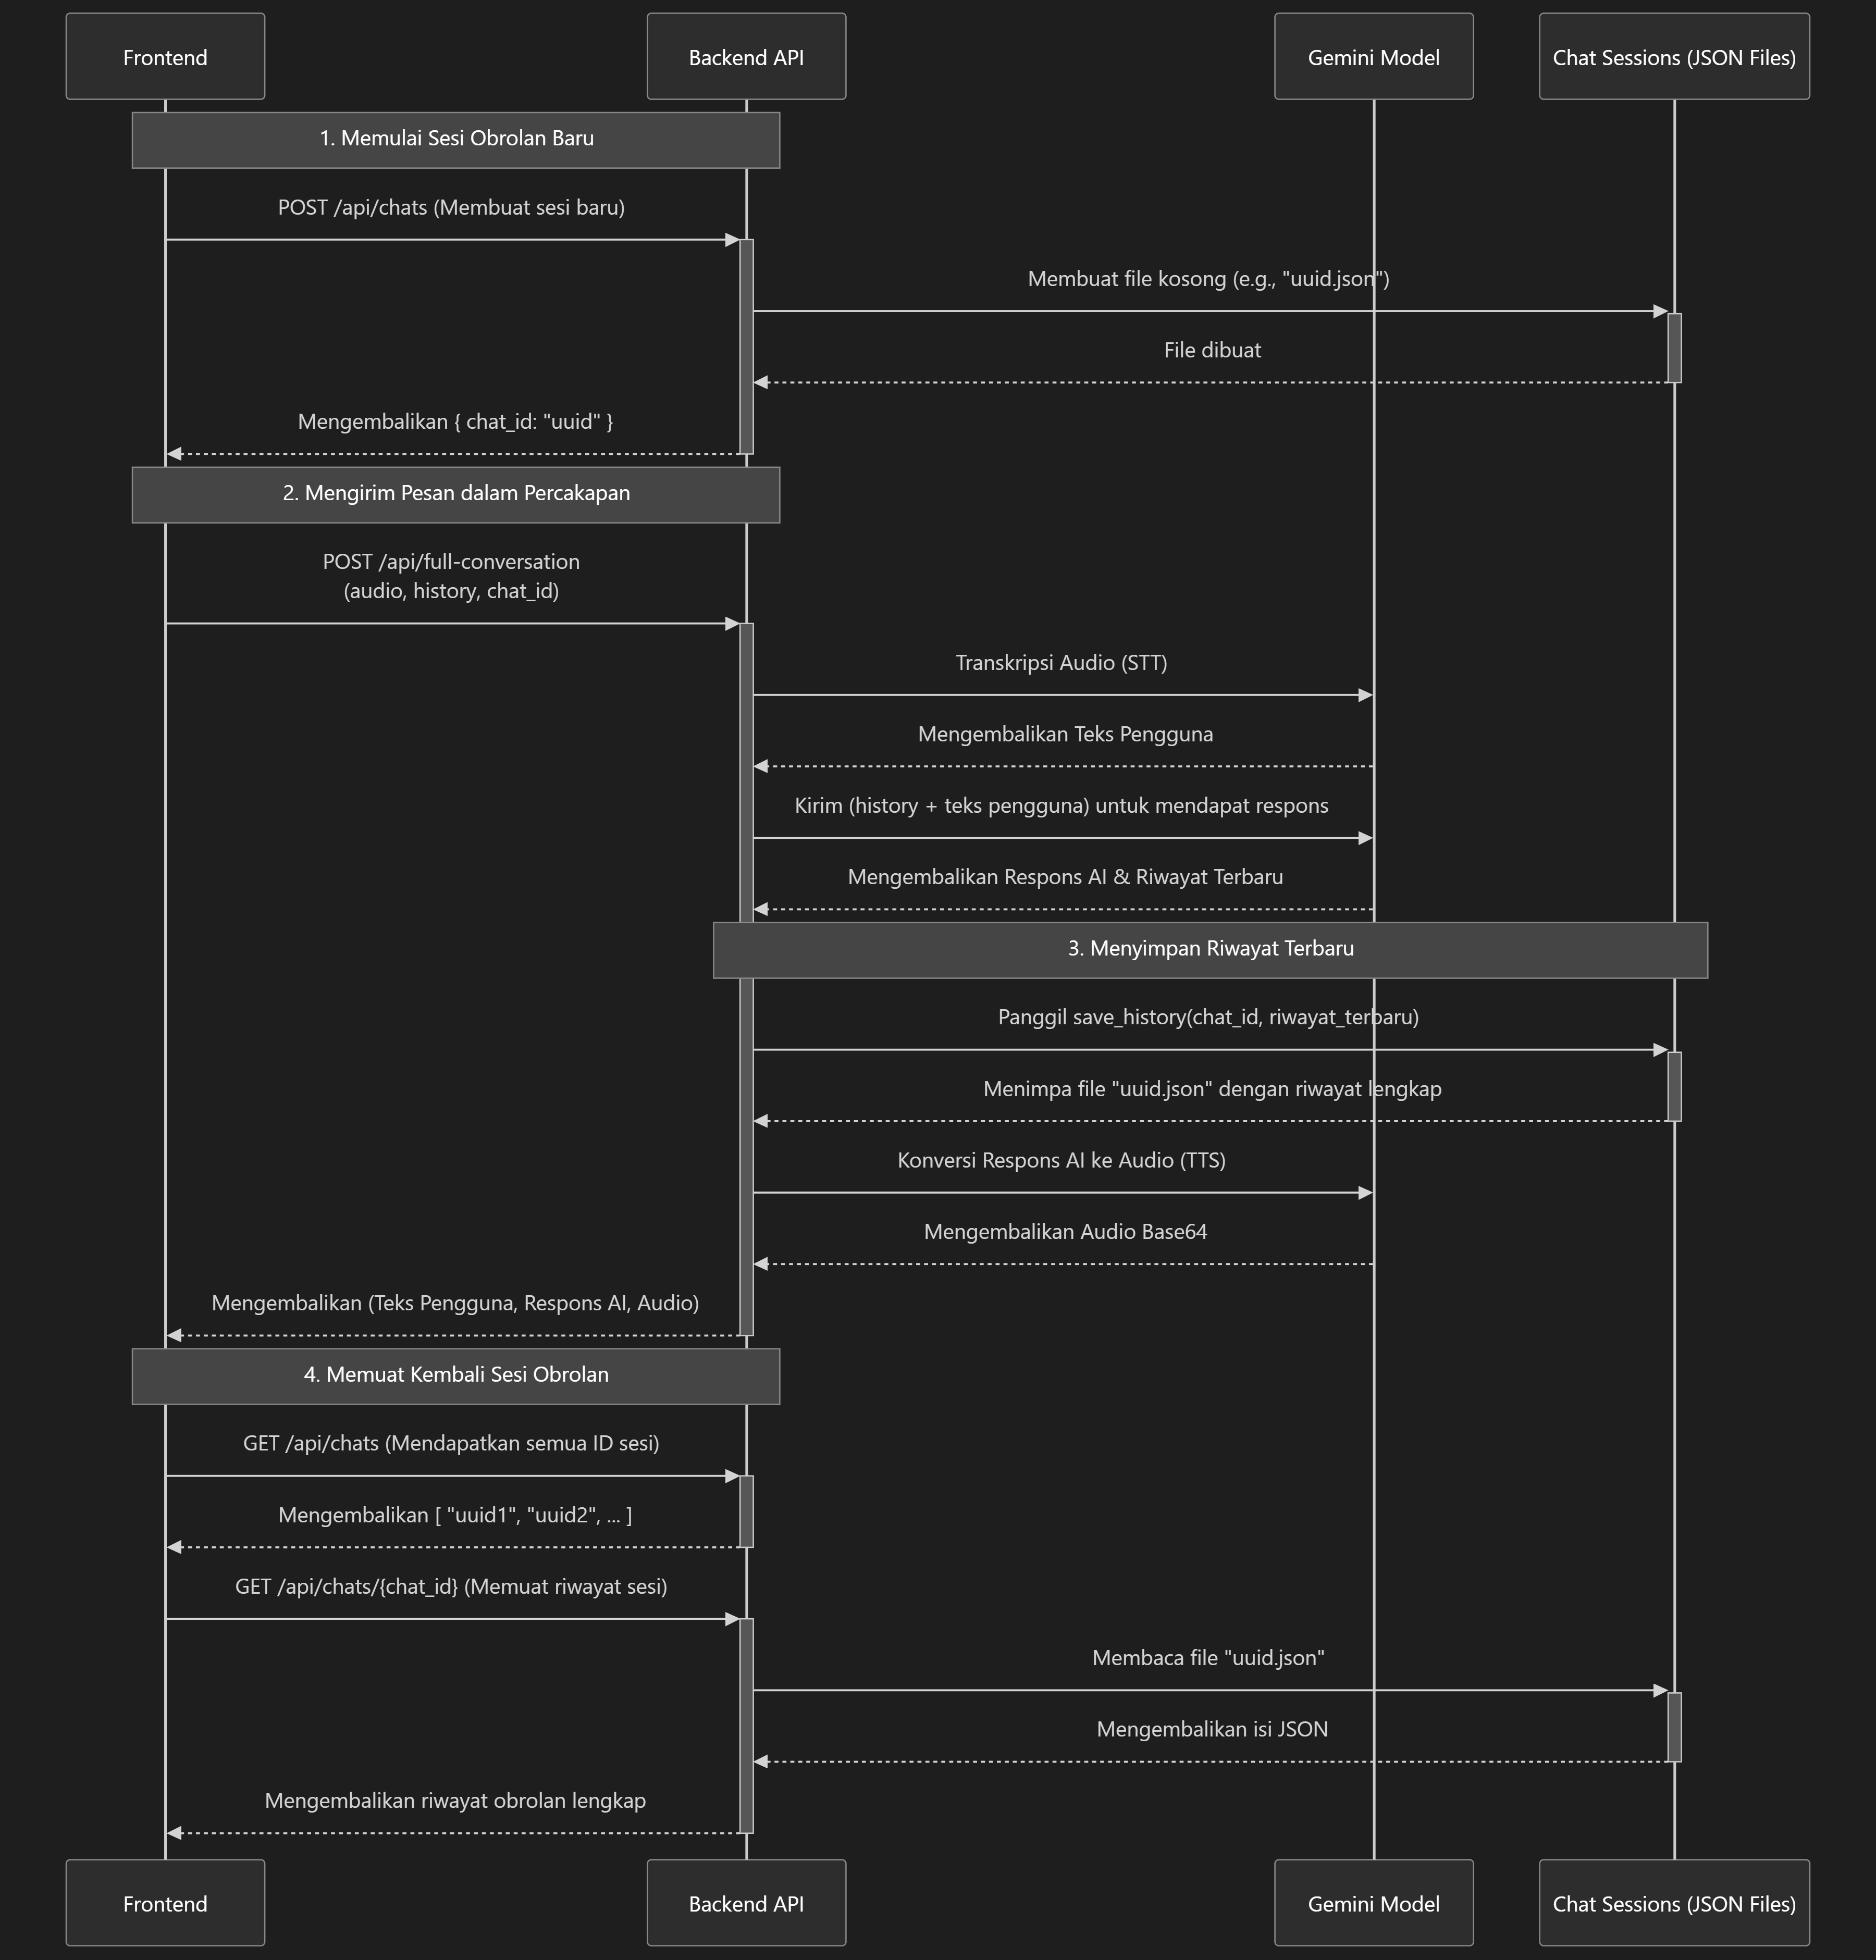 Frontend
Backend API
Gemini Model
Chat Sessions (JSON Files)
1. Memulai Sesi Obrolan Baru
POST /api/chats (Membuat sesi baru)
Membuat file kosong (e.g., "uuid.json")
File dibuat
Mengembalikan { chat_id: "uuid" }
2. Mengirim Pesan dalam Percakapan
POST /api/full-conversation
(audio, history, chat_id)
Transkripsi Audio (STT)
Mengembalikan Teks Pengguna
Kirim (history + teks pengguna) untuk mendapat respons
Mengembalikan Respons AI & Riwayat Terbaru
3. Menyimpan Riwayat Terbaru
Panggil save_history(chat_id, riwayat_terbaru)
Menimpa file "uuid.json" dengan riwayat lengkap
Konversi Respons AI ke Audio (TTS)
Mengembalikan Audio Base64
Mengembalikan (Teks Pengguna, Respons AI, Audio)
4. Memuat Kembali Sesi Obrolan
GET /api/chats (Mendapatkan semua ID sesi)
Mengembalikan [ "uuid1", "uuid2", ... ]
GET /api/chats/{chat_id} (Memuat riwayat sesi)
Membaca file "uuid.json"
Mengembalikan isi JSON
Mengembalikan riwayat obrolan lengkap
Frontend
Backend API
Gemini Model
Chat Sessions (JSON Files)